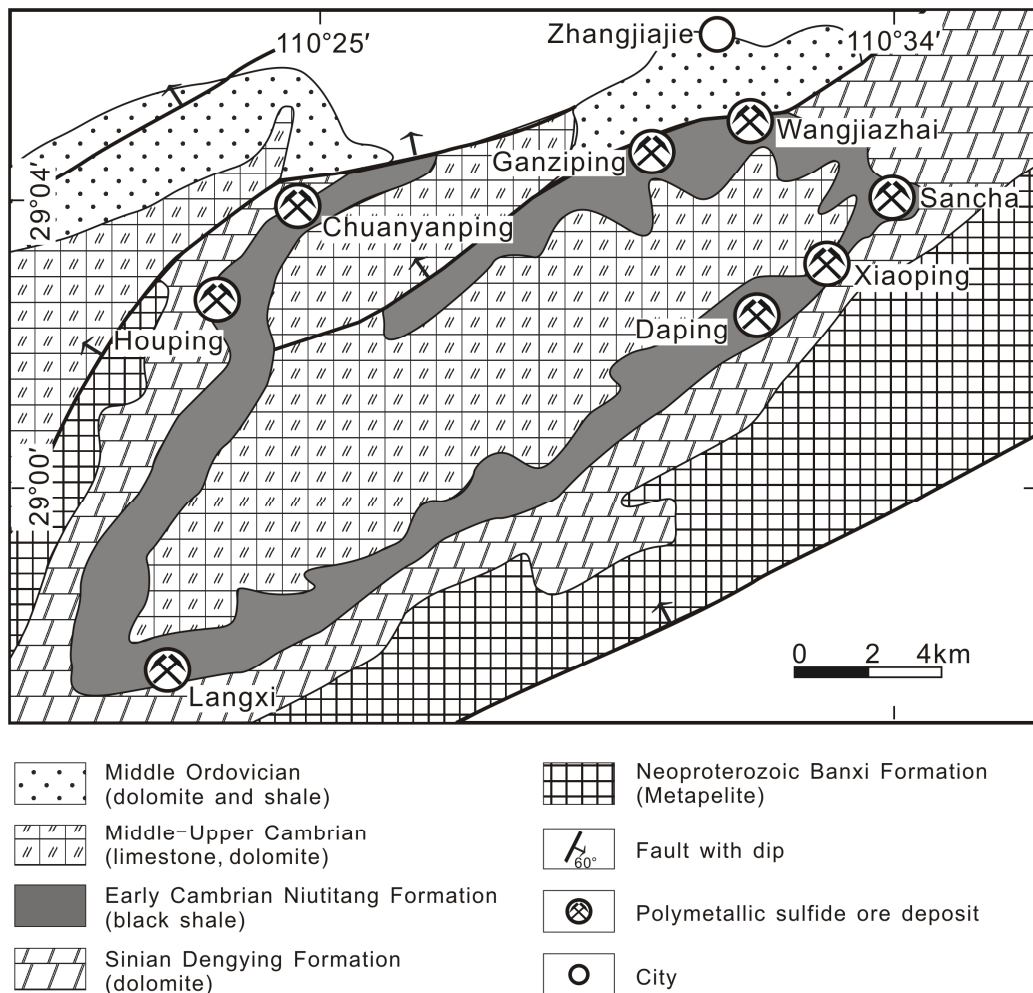 110°25′
Zhangjiajie
110°34′
Wangjiazhai
Ganziping
29°04′
Sancha
Chuanyanping
Xiaoping
Daping
Houping
29°00′
0 2 4km
Langxi
Middle Ordovician
(dolomite and shale)
Middle-Upper Cambrian
(limestone, dolomite)
Early Cambrian Niutitang Formation
(black shale)
Sinian Dengying Formation
(dolomite)
Neoproterozoic Banxi Formation
(Metapelite)
60°
Fault with dip
Polymetallic sulfide ore deposit
City